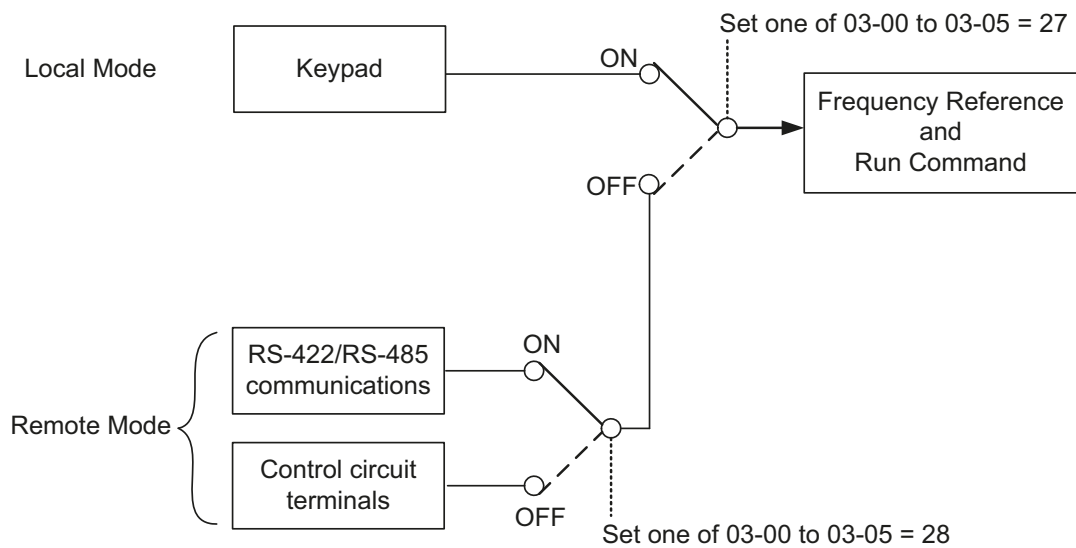 Set one of 03-00 to 03-05 = 27
Local Mode
Keypad
ON
Frequency Reference
and
Run Command
OFF
RS-422/RS-485
communications
ON
Remote Mode
Control circuit
terminals
OFF
Set one of 03-00 to 03-05 = 28